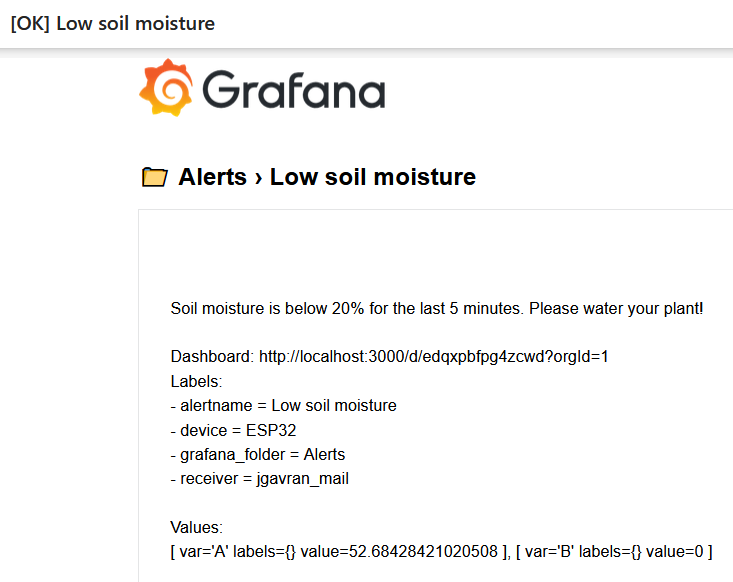 [OK] Low soil moisture
Grafana
Alerts › Low soil moisture
Soil moisture is below 20% for the last 5 minutes. Please water your plant!
Dashboard: http://localhost:3000/d/edqxpbfpg4zcwd?orgId=1
Labels:
- alertname = Low soil moisture
- device = ESP32
- grafana_folder = Alerts
- receiver = jgavran_mail
Values:
[ var='A' labels={} value=52.68428421020508 ], [ var='B' labels={} value=0 ]